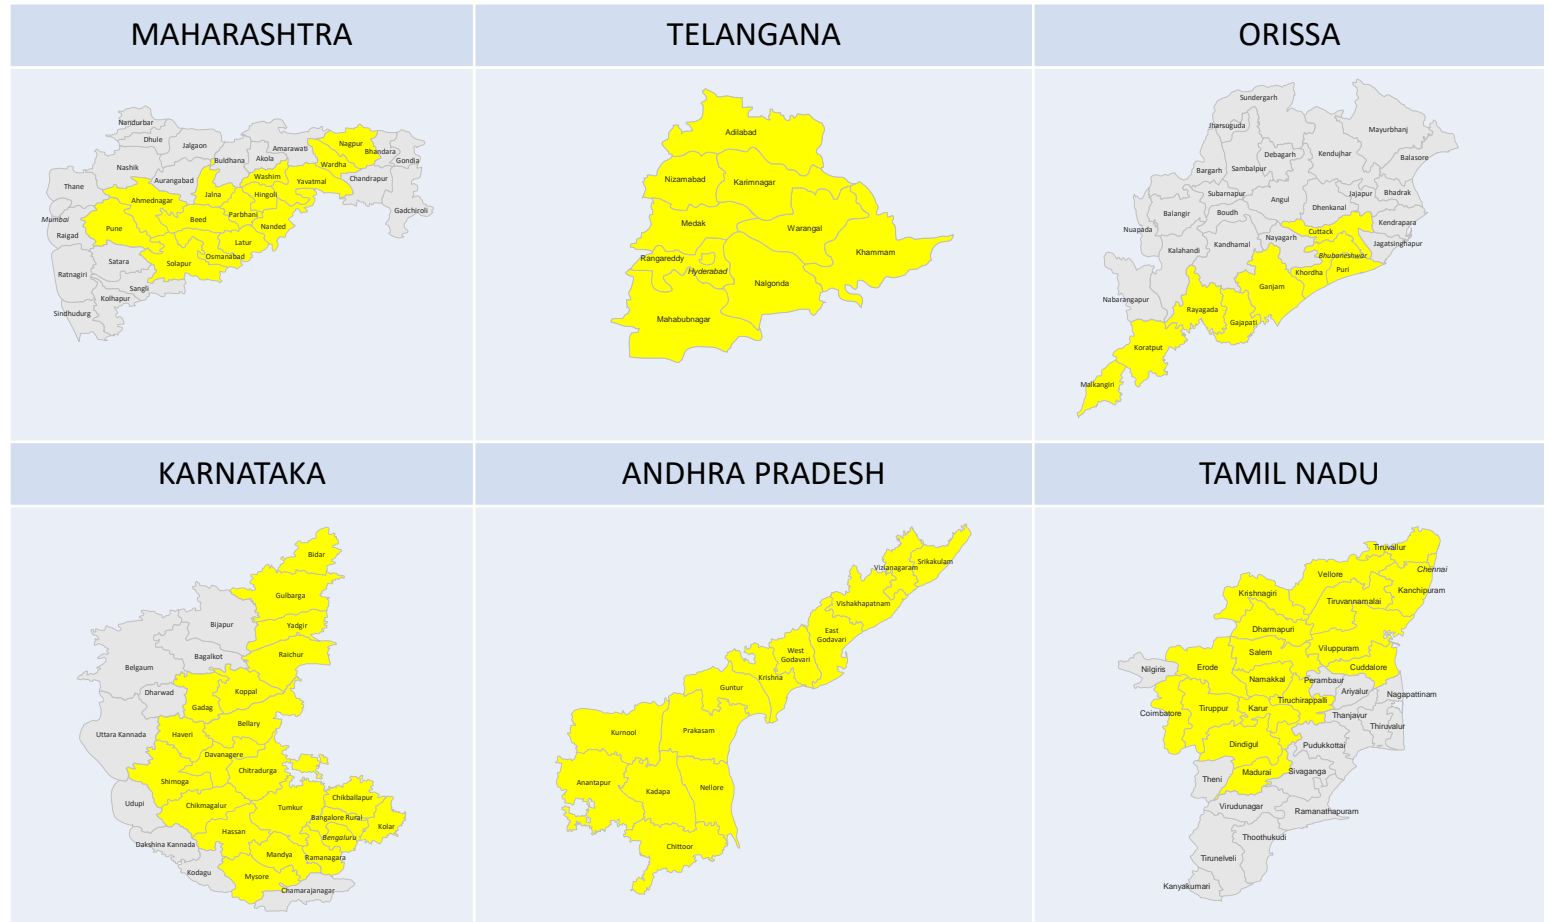 MAHARASHTRA
TELANGANA
ORISSA
Nandurbar
Dhule
Jalgaon
Nashik
Buldhana
Akola
Amarawati
Nagpur
Bhandara
Gondia
Wardha
Thane
Aurangabad
Washim
Yavatmal
Chandrapur
Jalna
Hingoli
Ahmednagar
Gadchiroli
Mumbai
Beed
Parbhani
Nanded
Pune
Raigad
Latur
Osmanabad
Satara
Solapur
Ratnagiri
Sangli
Kolhapur
Sindhudurg
Adilabad
Nizamabad
Karimnagar
Medak
Warangal
Khammam
Rangareddy
Hyderabad
Nalgonda
Mahabubnagar
Sundergarh
Jharsuguda
Mayurbhanj
Debagarh
Kendujhar
Balasore
Bargarh
Sambalpur
Subarnapur
Angul
Jajapur
Bhadrak
Dhenkanal
Balangir
Boudh
Kendrapara
Nuapada
Cuttack
Nayagarh
Jagatsinghapur
Kandhamal
Kalahandi
Bhubaneshwar
Khordha
Puri
Ganjam
Nabarangapur
Rayagada
Gajapati
Koratput
Malkangiri
KARNATAKA
ANDHRA PRADESH
TAMIL NADU
Bidar
Gulbarga
Bijapur
Yadgir
Bagalkot
Raichur
Belgaum
Dharwad
Koppal
Gadag
Bellary
Uttara Kannada
Haveri
Davanagere
Chitradurga
Shimoga
Chikballapur
Udupi
Chikmagalur
Tumkur
Bangalore Rural
Kolar
Hassan
Bengaluru
Dakshina Kannada
Mandya
Ramanagara
Kodagu
Mysore
Chamarajanagar
Srikakulam
Vizianagaram
Vishakhapatnam
East
Godavari
West
Godavari
Krishna
Guntur
Kurnool
Prakasam
Anantapur
Kadapa
Nellore
Chittoor
Tiruvallur
Chennai
Vellore
Kanchipuram
Krishnagiri
Tiruvannamalai
Dharmapuri
Salem
Viluppuram
Nilgiris
Erode
Cuddalore
Namakkal
Perambaur
Ariyalur
Nagapattinam
Coimbatore
Tiruppur
Karur
Tiruchirappalli
Thanjavur
Thiruvalur
Dindigul
Pudukkottai
Theni
Madurai
Sivaganga
Virudunagar
Ramanathapuram
Thoothukudi
Tirunelveli
Kanyakumari